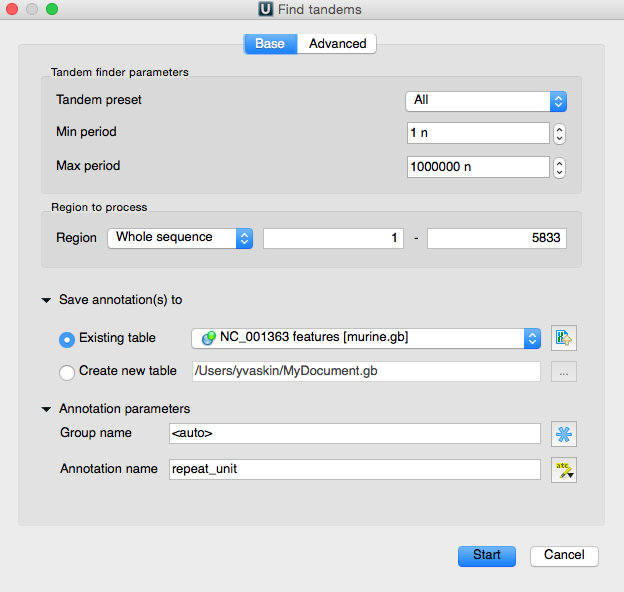 Find tandems
Base Advanced
Tandem finder parameters
Tandem preset All
Min period 1 n
Max period 1000000 n
Region to process
Region Whole sequence 1 - 5833
Save annotation(s) to
Existing table NC_001363 features [murine.gb]
Create new table /Users/yvaskin/MyDocument.gb ...
Annotation parameters
Group name <auto>
Annotation name repeat_unit
Start Cancel